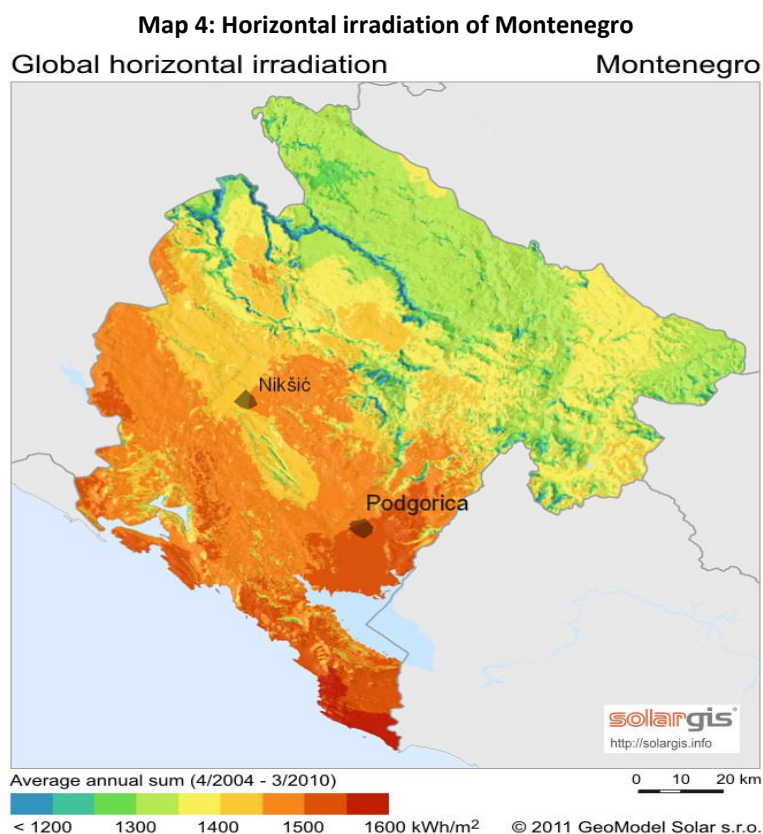 Map 4: Horizontal irradiation of Montenegro
Global horizontal irradiation Montenegro
Nikšić
Podgorica
solargis
http://solargis.info
Average annual sum (4/2004 - 3/2010) 0 10 20 km
< 1200 1300 1400 1500 1600 kWh/m² © 2011 GeoModel Solar s.r.o.